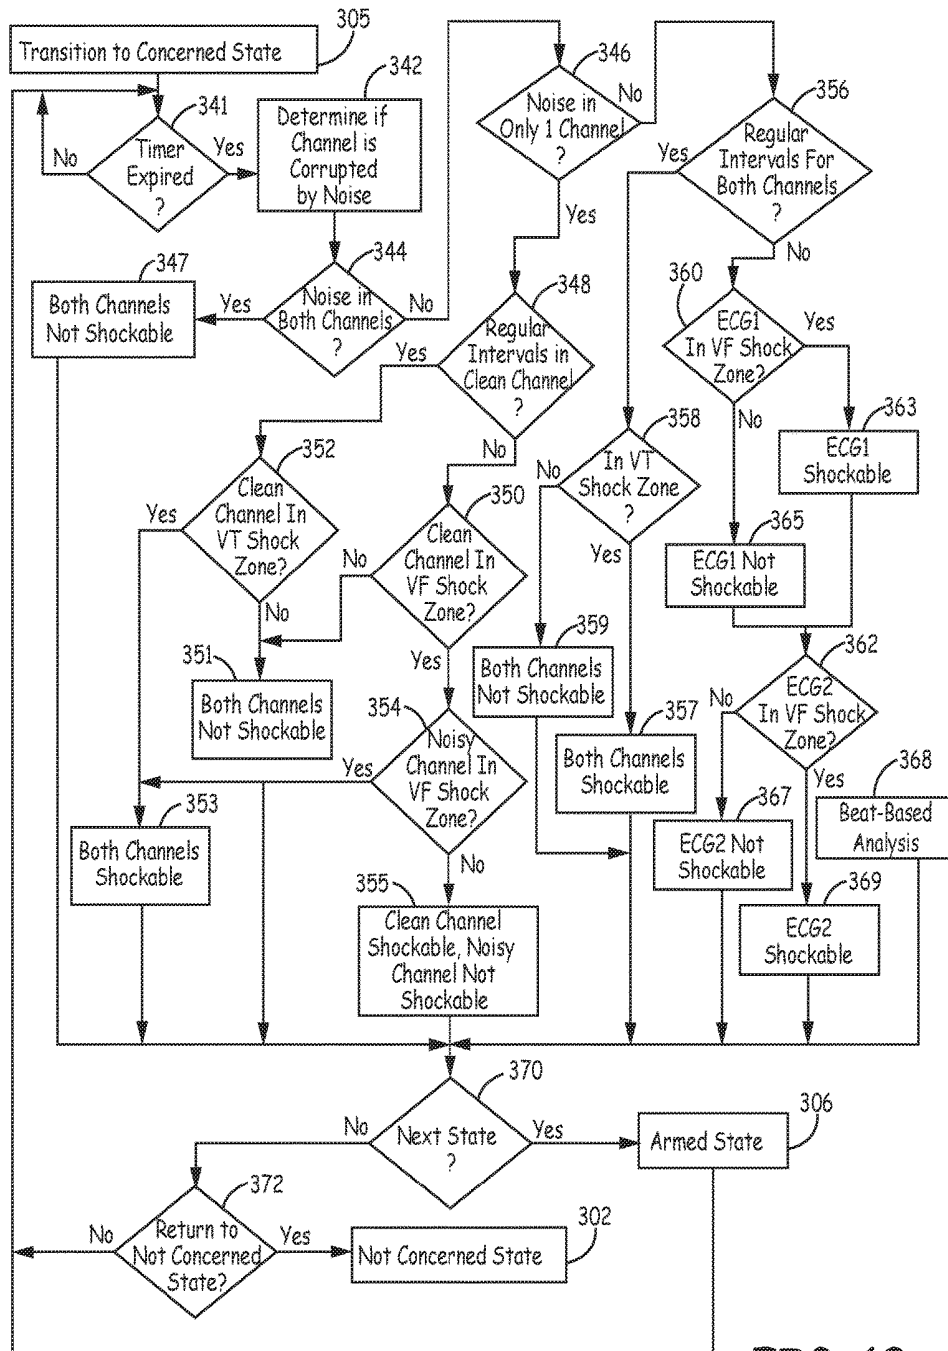 305
Transition to Concerned State
341
Timer
Expired
?
No
Yes
342
Determine if
Channel is
Corrupted
by Noise
344
Noise in
Both Channels
?
Yes
No
347
Both Channels
Not Shockable
346
Noise in
Only 1 Channel
?
No
Yes
348
Regular
Intervals in
Clean Channel
?
Yes
No
352
Clean
Channel In
VT Shock
Zone?
Yes
No
350
Clean
Channel In
VF Shock
Zone?
No
Yes
351
Both Channels
Not Shockable
354
Noisy
Channel In
VF Shock
Zone?
Yes
No
353
Both Channels
Shockable
355
Clean Channel
Shockable, Noisy
Channel Not
Shockable
356
Regular
Intervals For
Both Channels
?
Yes
No
358
In VT
Shock Zone
?
No
Yes
359
Both Channels
Not Shockable
357
Both Channels
Shockable
360
ECG1
In VF Shock
Zone?
Yes
No
363
ECG1
Shockable
365
ECG1 Not
Shockable
362
ECG2
In VF Shock
Zone?
No
Yes
367
ECG2 Not
Shockable
369
ECG2
Shockable
368
Beat-Based
Analysis
370
Next State
?
No
Yes
306
Armed State
372
Return to
Not Concerned
State?
No
Yes
302
Not Concerned State